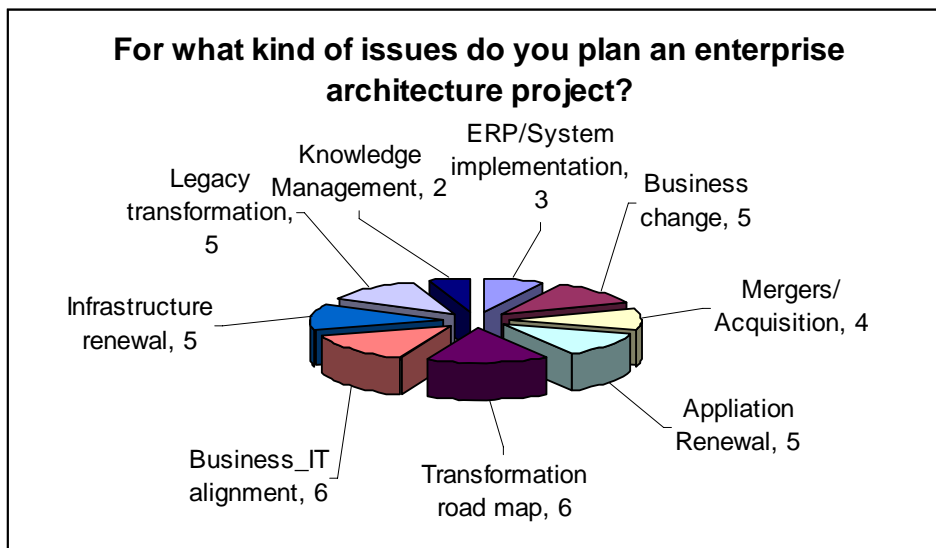 For what kind of issues do you plan an enterprise
architecture project?
Knowledge
Management, 2
ERP/System
implementation,
3
Legacy
transformation,
5
Business
change, 5
Infrastructure
renewal, 5
Mergers/
Acquisition, 4
Appliation
Renewal, 5
Business_IT
alignment, 6
Transformation
road map, 6